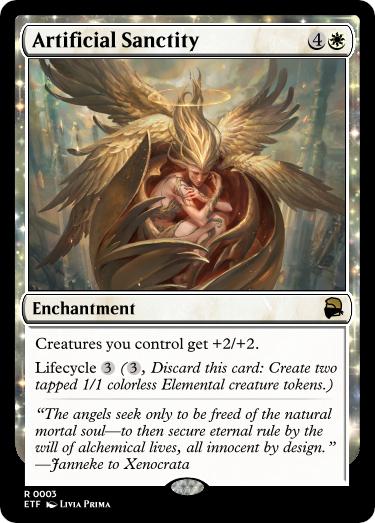 Artificial Sanctity 4
Enchantment
Creatures you control get +2/+2.
Lifecycle 3 (3, Discard this card: Create two
tapped 1/1 colorless Elemental creature tokens.)
“The angels seek only to be freed of the natural
mortal soul—to then secure eternal rule by the
will of alchemical lives, all innocent by design.”
—Janneke to Xenocrata
R 0003
ETF LIVIA PRIMA